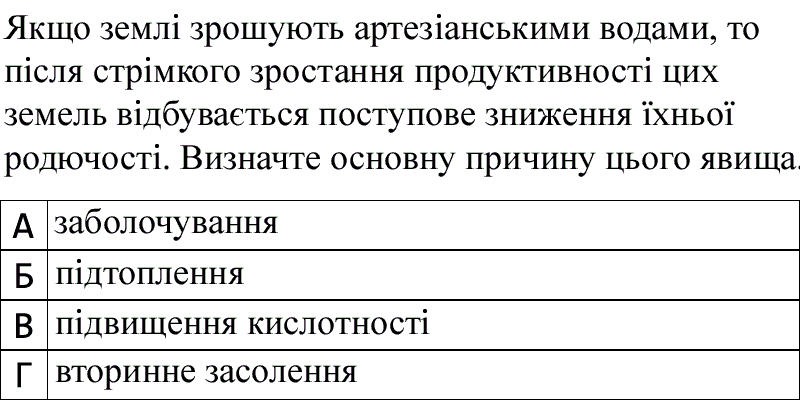 Якщо землі зрошують артезіанськими водами, то
після стрімкого зростання продуктивності цих
земель відбувається поступове зниження їхньої
родючості. Визначте основну причину цього явища.
А заболочування
Б підтоплення
В підвищення кислотності
Г вторинне засолення